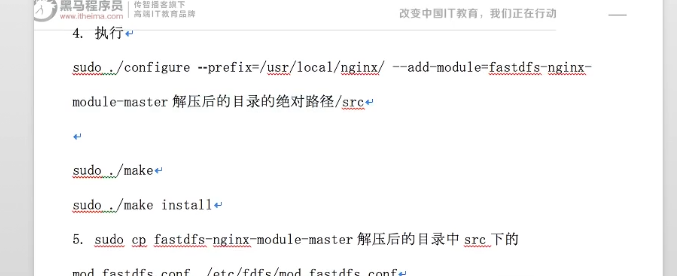 黑马程序员
www.itheima.com
传智播客旗下
高端IT教育品牌
改变中国IT教育，我们正在行动
4. 执行
sudo ./configure --prefix=/usr/local/nginx/ --add-module=fastdfs-nginx-
module-master 解压后的目录的绝对路径/src
sudo ./make
sudo ./make install
5. sudo cp fastdfs-nginx-module-master 解压后的目录中 src 下的
mod_fastdfs.conf /etc/fdfs/mod_fastdfs.conf